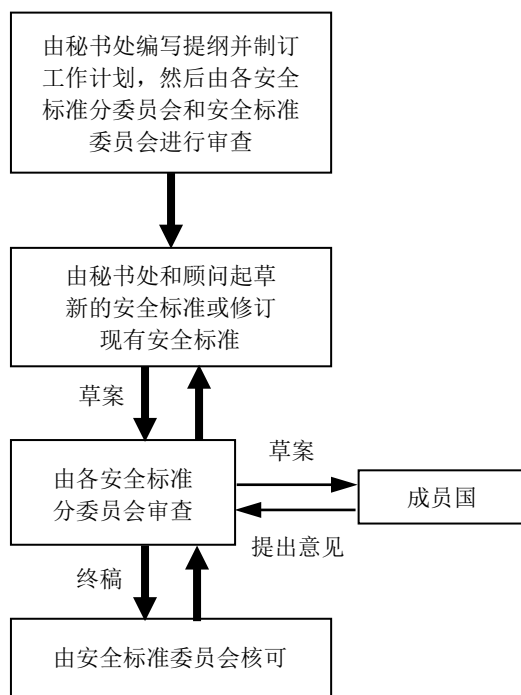 由秘书处编写提纲并制订
工作计划，然后由各安全
标准分委员会和安全标准
委员会进行审查
由秘书处和顾问起草
新的安全标准或修订
现有安全标准
草案
草案
由各安全标准
分委员会审查
成员国
提出意见
终稿
由安全标准委员会核可